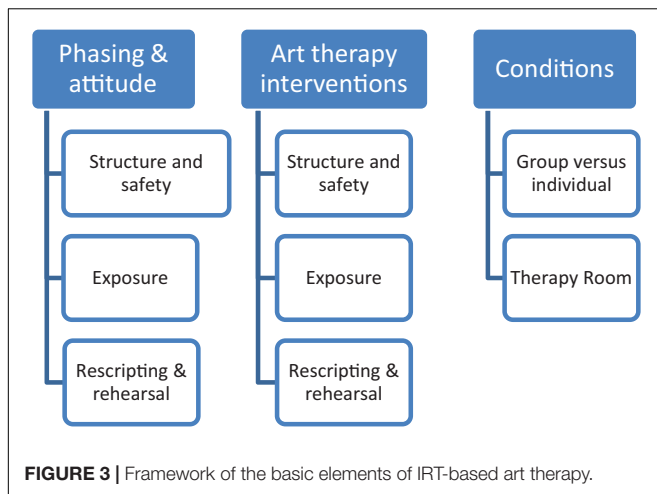 Phasing &
attitude
Structure and
safety
Exposure
Rescripting &
rehearsal
Art therapy
interventions
Structure and
safety
Exposure
Rescripting &
rehearsal
Conditions
Group versus
individual
Therapy Room
FIGURE 3 | Framework of the basic elements of IRT-based art therapy.